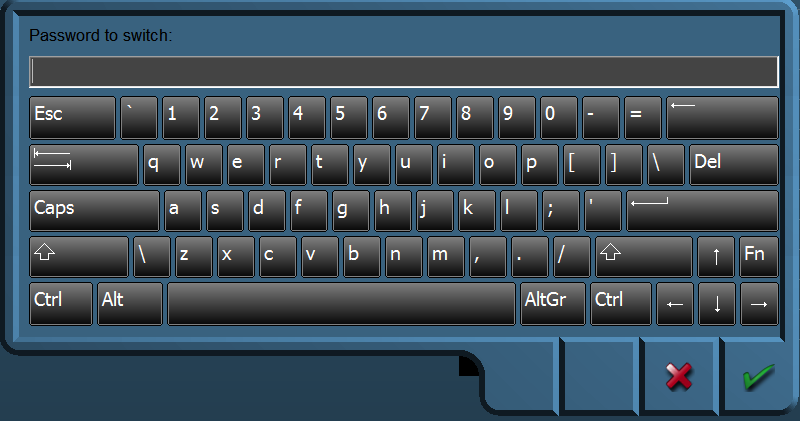 Password to switch:
Esc ` 1 2 3 4 5 6 7 8 9 0 - = ←
q w e r t y u i o p [ ] \ Del
Caps a s d f g h j k l ; '
\ z x c v b n m , . / ↑ Fn
Ctrl Alt AltGr Ctrl ← ↓ →